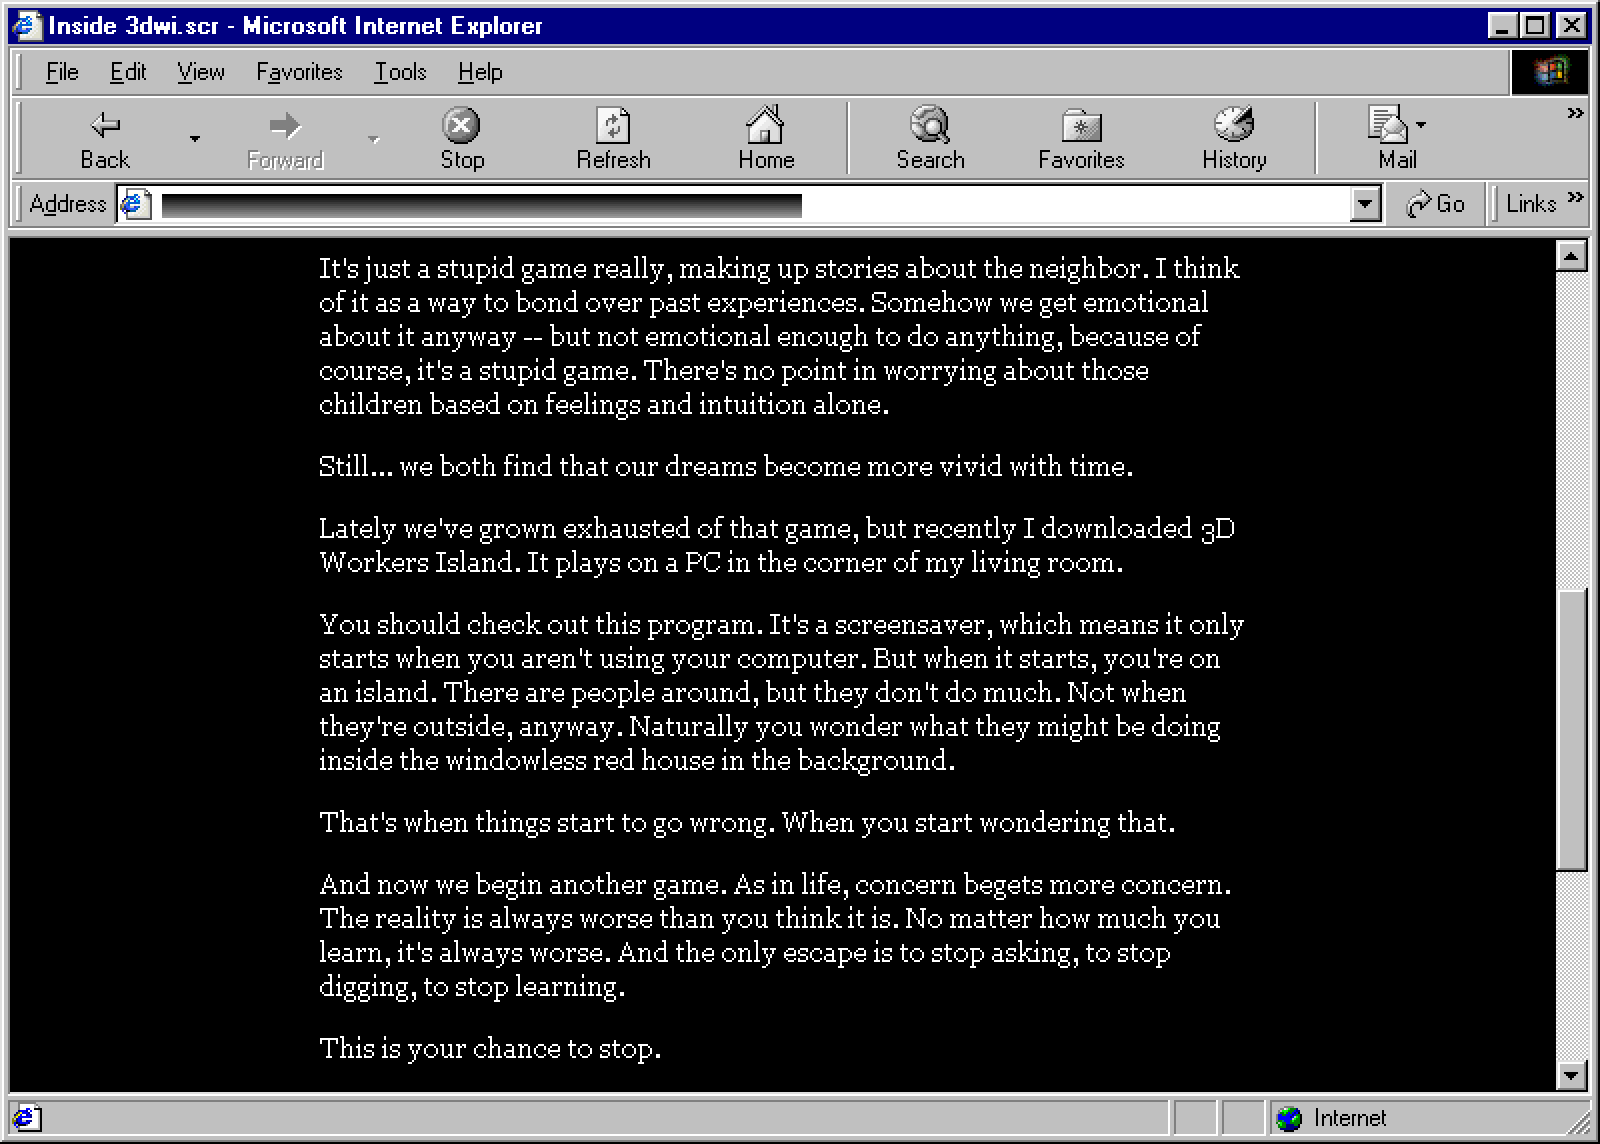 Inside 3dwi.scr - Microsoft Internet Explorer
File Edit View Favorites Tools Help
Back Forward Stop Refresh Home Search Favorites History Mail »
Address Go Links »
It's just a stupid game really, making up stories about the neighbor. I think
of it as a way to bond over past experiences. Somehow we get emotional
about it anyway -- but not emotional enough to do anything, because of
course, it's a stupid game. There's no point in worrying about those
children based on feelings and intuition alone.
Still... we both find that our dreams become more vivid with time.
Lately we've grown exhausted of that game, but recently I downloaded 3D
Workers Island. It plays on a PC in the corner of my living room.
You should check out this program. It's a screensaver, which means it only
starts when you aren't using your computer. But when it starts, you're on
an island. There are people around, but they don't do much. Not when
they're outside, anyway. Naturally you wonder what they might be doing
inside the windowless red house in the background.
That's when things start to go wrong. When you start wondering that.
And now we begin another game. As in life, concern begets more concern.
The reality is always worse than you think it is. No matter how much you
learn, it's always worse. And the only escape is to stop asking, to stop
digging, to stop learning.
This is your chance to stop.
Internet